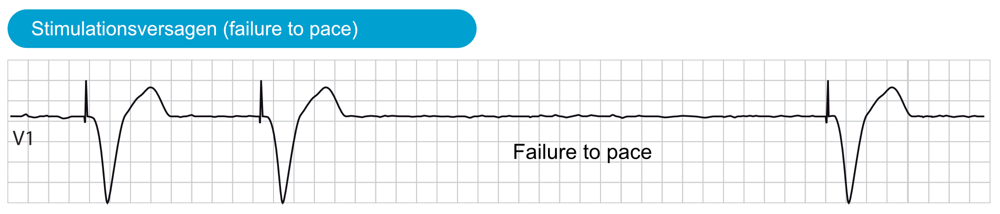 Stimulationsversagen (failure to pace)
V1
Failure to pace